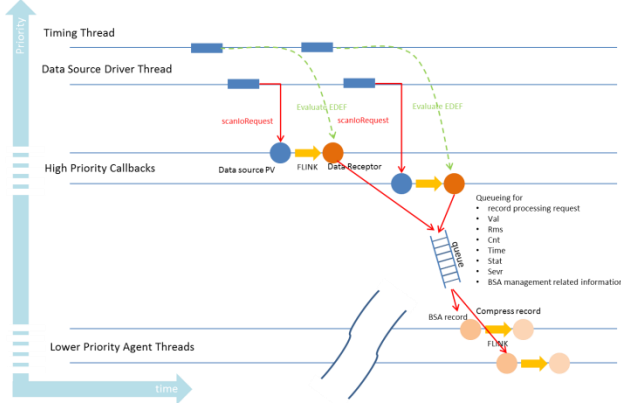 Priority
Timing Thread
Data Source Driver Thread
Evaluate EDEF
Evaluate EDEF
scanIoRequest
scanIoRequest
High Priority Callbacks
Data source PV
FLINK
Data Receptor
Queueing for
• record processing request
• Val
• Rms
• Cnt
• Time
• Stat
• Sevr
• BSA management related information
queue
BSA record
Compress record
FLINK
Lower Priority Agent Threads
time